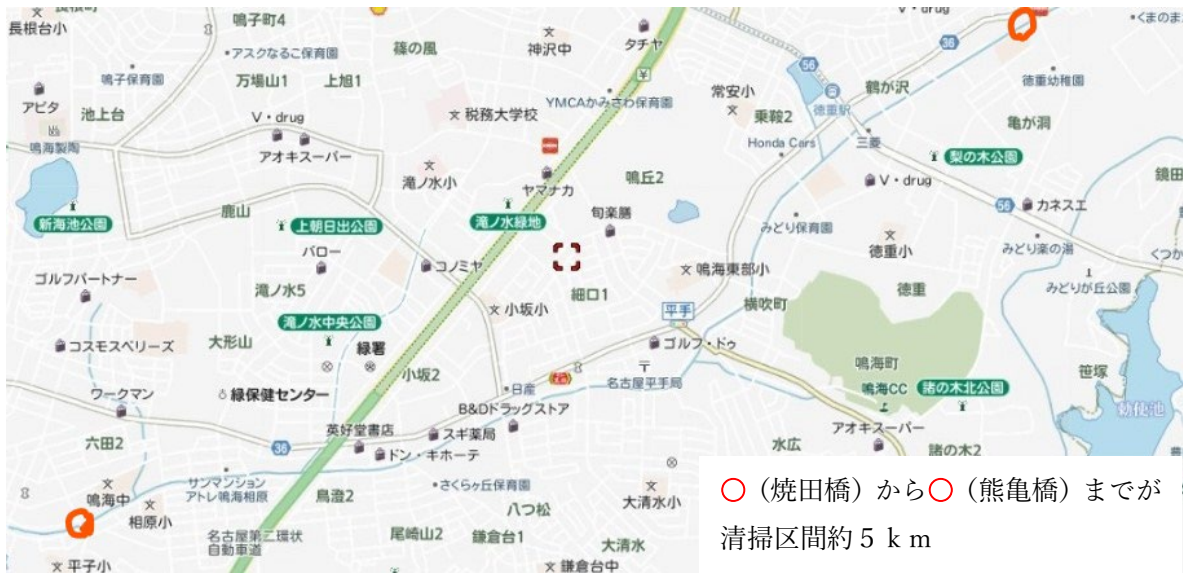 長根台小
鳴子町4
アスクなるこ保育園
鳴子保育園
万場山1
上旭1
篠の風
神沢中
タチヤ
V・drug
36
くまのま
56
徳重幼稚園
アピタ
池上台
鳴海製陶
V・drug
アオキスーパー
税務大学校
YMCAかみさわ保育園
常安小
乗鞍2
徳重駅
鶴が沢
亀が洞
Honda Cars
三菱
梨の木公園
滝ノ水小
ヤマナカ
鳴丘2
V・drug
鏡田
新海池公園
鹿山
上朝日出公園
滝ノ水緑地
旬楽膳
みどり保育園
56
カネスエ
バロー
コノミヤ
徳重小
みどり楽の湯
くつか
ゴルフパートナー
滝ノ水5
鳴海東部小
細口1
徳重
みどりが丘公園
小坂小
平手
横吹町
滝ノ水中央公園
コスモスベリーズ
大形山
緑署
ゴルフ・ドゥ
鳴海町
笹塚
小坂2
名古屋平手局
鳴海CC
諸の木北公園
ワークマン
緑保健センター
日産
勅使池
B&Dドラッグストア
六田2
36
英好堂書店
スギ薬局
アオキスーパー
ドン・キホーテ
水広
諸の木2
サンマンション
アトレ鳴海相原
鳴海中
相原小
鳥澄2
さくらヶ丘保育園
八つ松
大清水小
名古屋第二環状
自動車道
尾崎山2
鎌倉台1
大清水
平子小
鎌倉台中
○（焼田橋）から○（熊亀橋）までが
清掃区間約5km